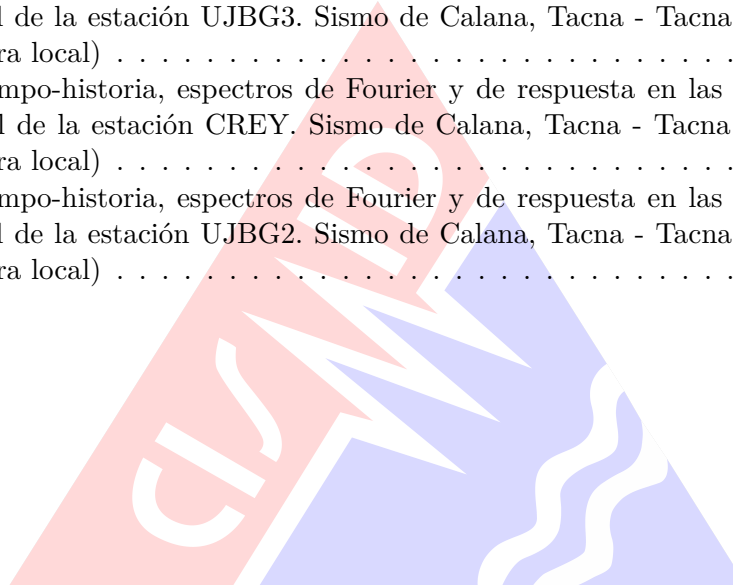 l de la estación UJBG3. Sismo de Calana, Tacna - Tacna
ra local) . . . . . . . . . . . . . . . . . . . . . . . . . . . .
mpo-historia, espectros de Fourier y de respuesta en las
l de la estación CREY. Sismo de Calana, Tacna - Tacna
ra local) . . . . . . . . . . . . . . . . . . . . . . . . . . . .
mpo-historia, espectros de Fourier y de respuesta en las
l de la estación UJBG2. Sismo de Calana, Tacna - Tacna
ra local) . . . . . . . . . . . . . . . . . . . . . . . . . . . .
CISMID